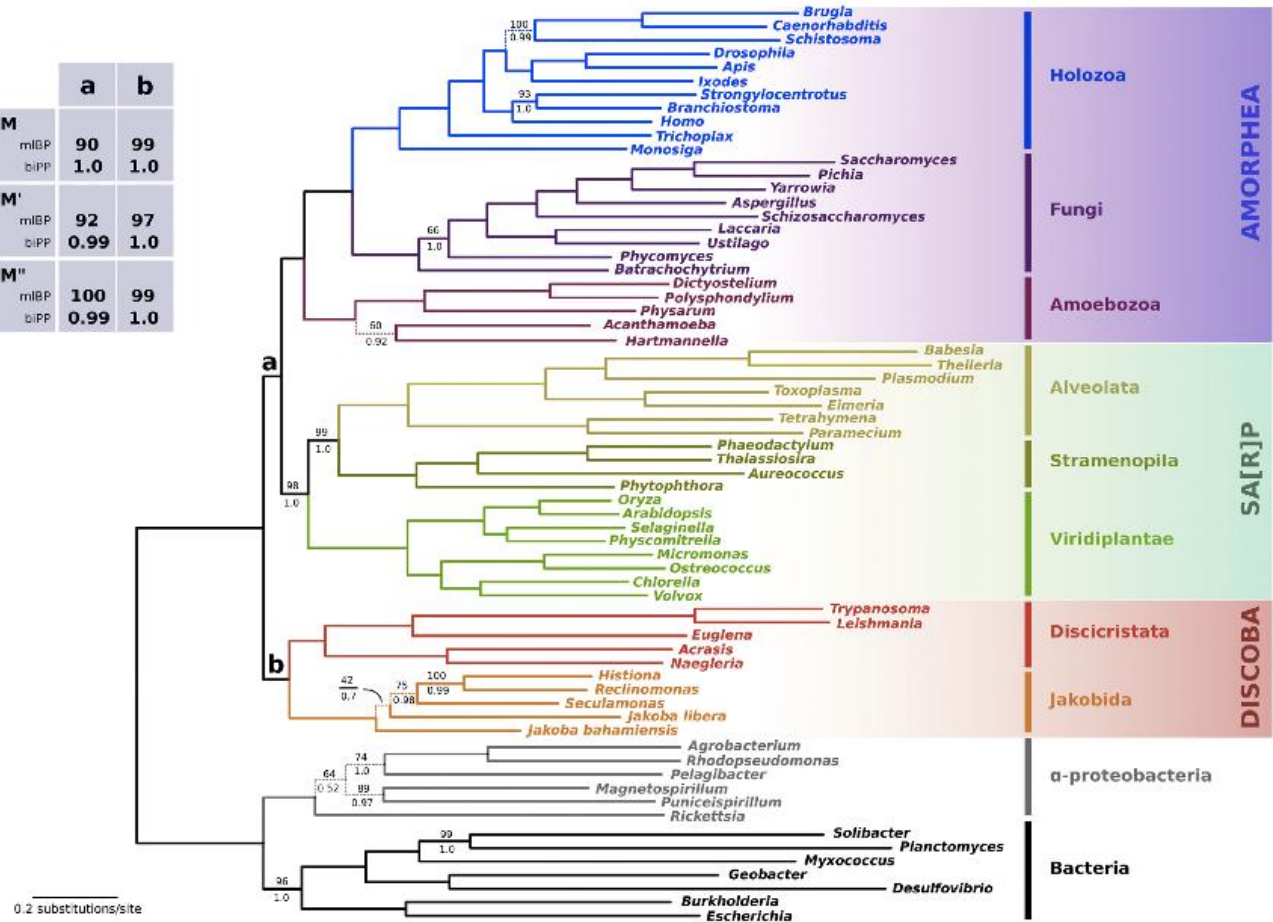 a b
M
mlBP 90 99
biPP 1.0 1.0
M'
mlBP 92 97
biPP 0.99 1.0
M"
mlBP 100 99
biPP 0.99 1.0
Brugia
100
Caenorhabditis
0.99
Schistosoma
Drosophila
Apis
Ixodes
93
Strongylocentrotus
1.0
Branchiostoma
Homo
Trichoplax
Monosiga
Holozoa
Saccharomyces
Pichia
Yarrowia
Aspergillus
Schizosaccharomyces
66
Laccaria
1.0
Ustilago
Phycomyces
Batrachochytrium
Fungi
Dictyostelium
Polysphondylium
Physarum
60
Acanthamoeba
0.92
Hartmannella
Amoebozoa
AMORPHEA
a
Babesia
Theileria
Plasmodium
Toxoplasma
Eimeria
Tetrahymena
Paramecium
Alveolata
99
1.0
Phaeodactylum
Thalassiosira
Aureococcus
Phytophthora
Stramenopila
98
1.0
Oryza
Arabidopsis
Selaginella
Physcomitrella
Micromonas
Ostreococcus
Chlorella
Volvox
Viridiplantae
SA[R]P
b
Trypanosoma
Leishmania
Euglena
Acrasis
Naegleria
Discicristata
42
0.7
75
0.98
100
0.99
Histiona
Reclinomonas
Seculamonas
Jakoba libera
Jakoba bahamiensis
Jakobida
DISCOBA
Agrobacterium
74
Rhodopseudomonas
1.0
Pelagibacter
64
0.52
89
0.97
Magnetospirillum
Puniceispirillum
Rickettsia
α-proteobacteria
99
1.0
Solibacter
Planctomyces
Myxococcus
Geobacter
Desulfovibrio
96
1.0
Burkholderia
Escherichia
Bacteria
0.2 substitutions/site